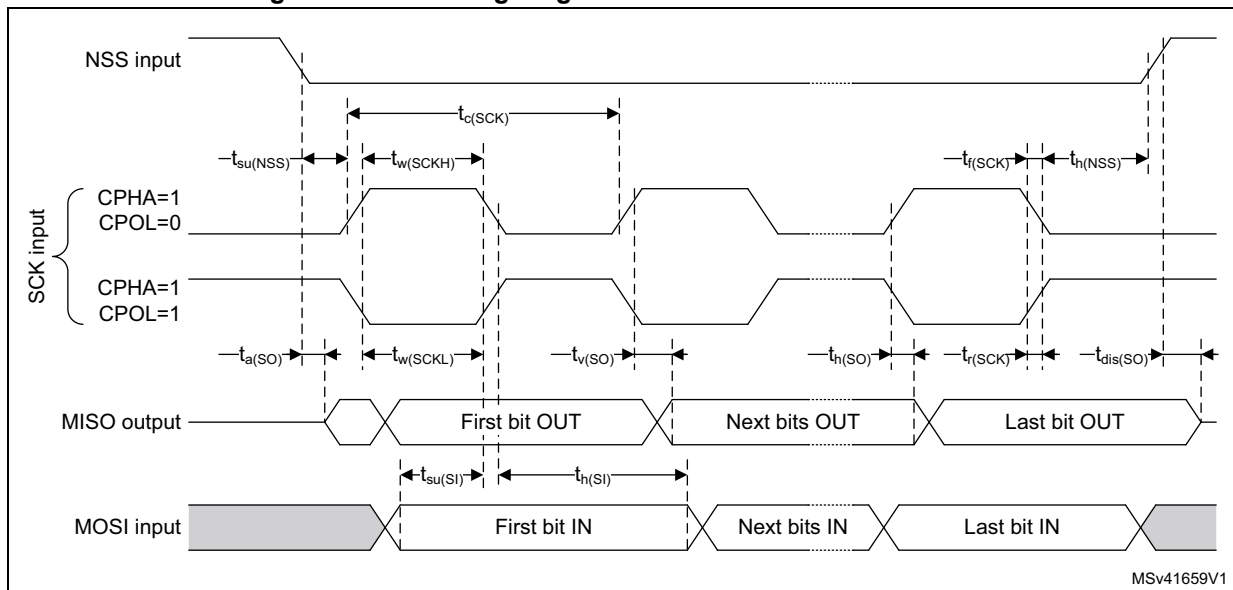 NSS input
tc(SCK)
tsu(NSS)
tw(SCKH)
tf(SCK)
th(NSS)
SCK input
CPHA=1
CPOL=0
CPHA=1
CPOL=1
ta(SO)
tw(SCKL)
tv(SO)
th(SO)
tr(SCK)
tdis(SO)
MISO output
First bit OUT
Next bits OUT
Last bit OUT
tsu(SI)
th(SI)
MOSI input
First bit IN
Next bits IN
Last bit IN
MSv41659V1